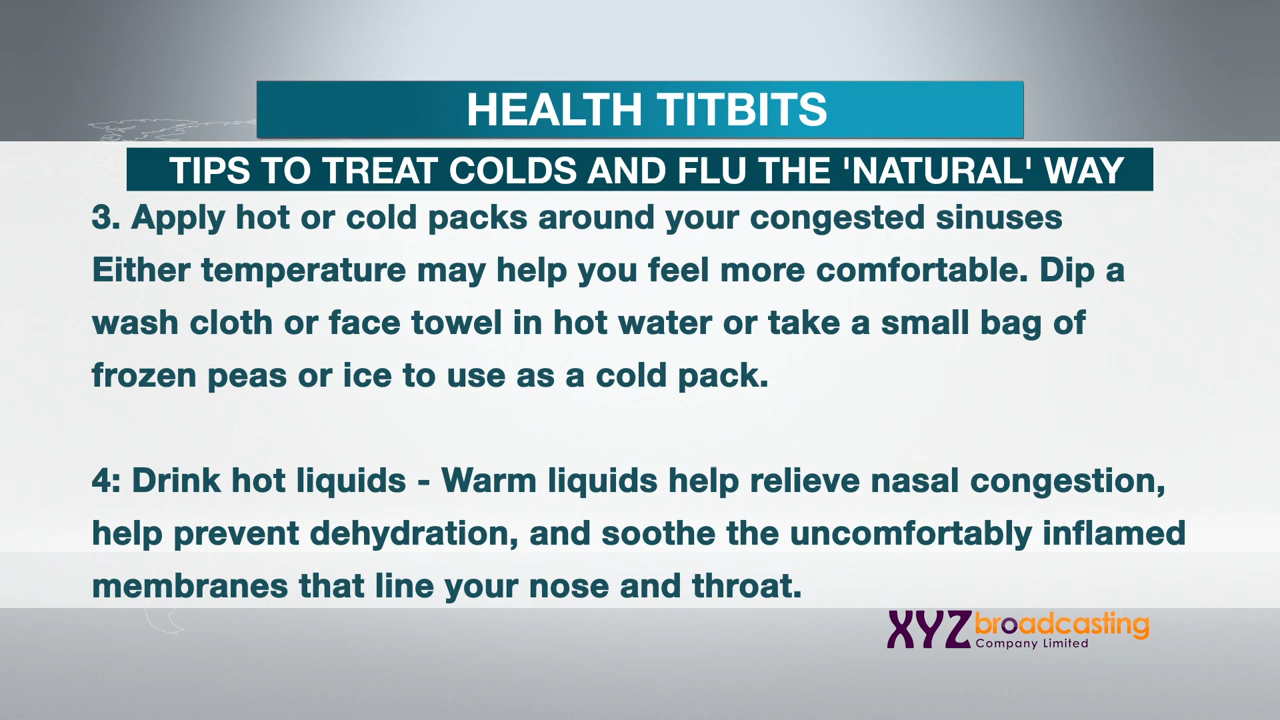 HEALTH TITBITS
TIPS TO TREAT COLDS AND FLU THE 'NATURAL' WAY
3. Apply hot or cold packs around your congested sinuses
Either temperature may help you feel more comfortable. Dip a
wash cloth or face towel in hot water or take a small bag of
frozen peas or ice to use as a cold pack.
4: Drink hot liquids - Warm liquids help relieve nasal congestion,
help prevent dehydration, and soothe the uncomfortably inflamed
membranes that line your nose and throat.
XYZ broadcasting
Company Limited